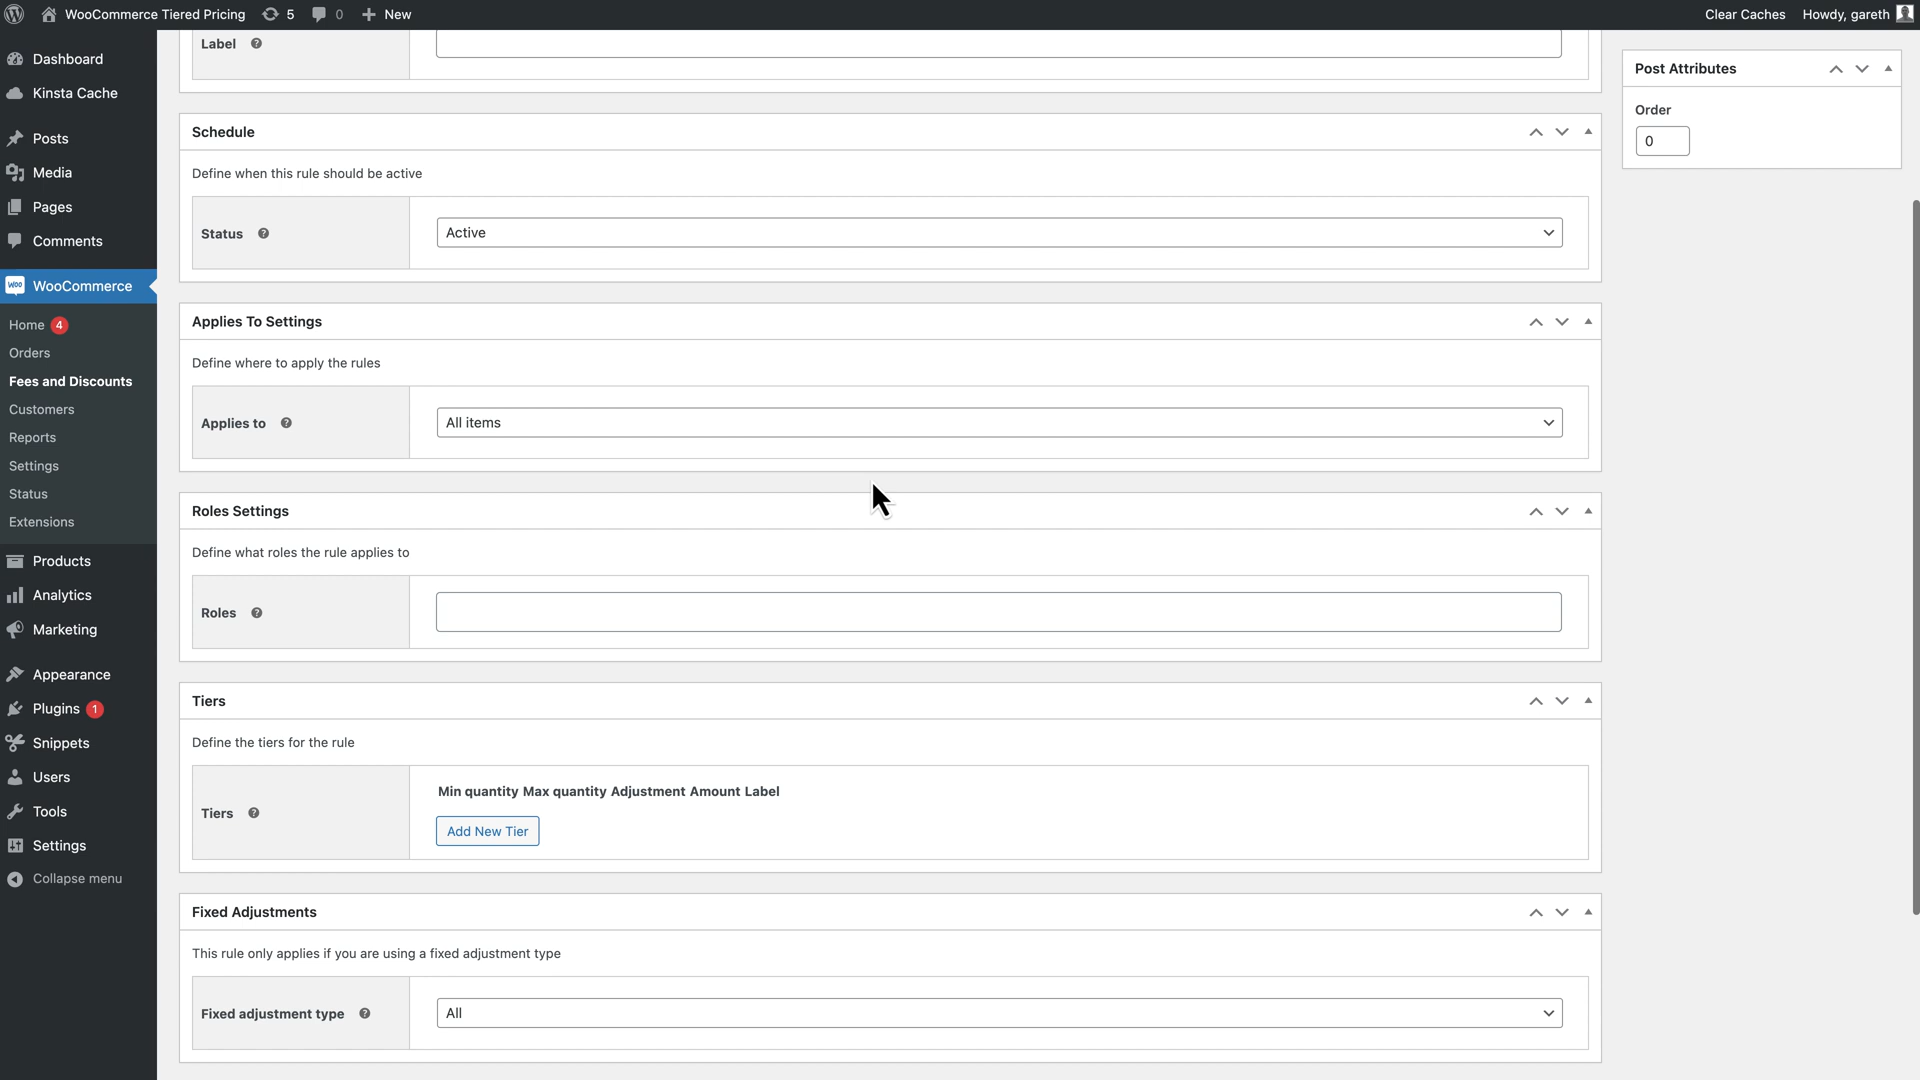 WooCommerce Tiered Pricing 5 0 New Clear Caches Howdy, gareth
Dashboard
Kinsta Cache
Posts
Media
Pages
Comments
WooCommerce
Home 4
Orders
Fees and Discounts
Customers
Reports
Settings
Status
Extensions
Products
Analytics
Marketing
Appearance
Plugins 1
Snippets
Users
Tools
Settings
Collapse menu
Label
Schedule
Define when this rule should be active
Status Active
Applies To Settings
Define where to apply the rules
Applies to All items
Roles Settings
Define what roles the rule applies to
Roles
Tiers
Define the tiers for the rule
Tiers
Min quantity Max quantity Adjustment Amount Label
Add New Tier
Fixed Adjustments
This rule only applies if you are using a fixed adjustment type
Fixed adjustment type All
Post Attributes
Order
0